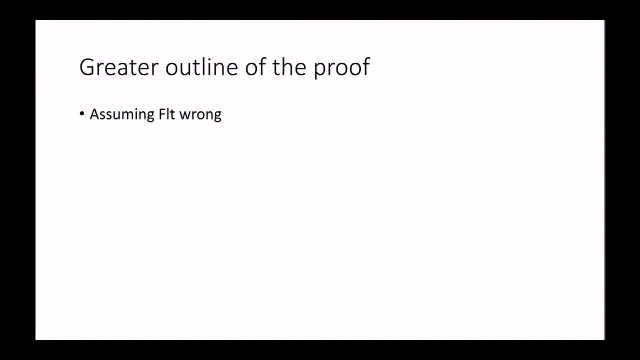 Greater outline of the proof
• Assuming Flt wrong